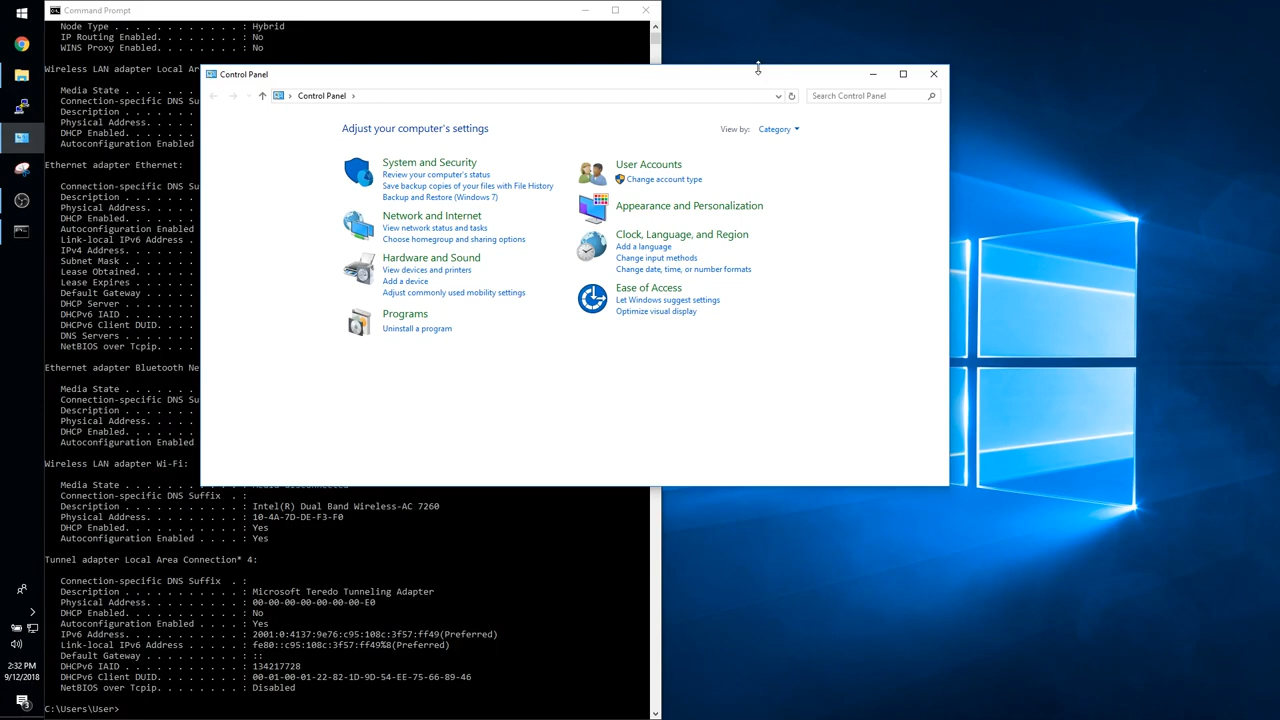 Command Prompt
Node Type . . . . . . . . . . . . : Hybrid
IP Routing Enabled. . . . . . . . : No
WINS Proxy Enabled. . . . . . . . : No
Wireless LAN adapter Local Ar
Media State . . . . . . . . .
Connection-specific DNS Su
Description . . . . . . . . .
Physical Address. . . . . . .
DHCP Enabled. . . . . . . . .
Autoconfiguration Enabled
Ethernet adapter Ethernet:
Connection-specific DNS Su
Description . . . . . . . . .
Physical Address. . . . . . .
DHCP Enabled. . . . . . . . .
Autoconfiguration Enabled
Link-local IPv6 Address . .
IPv4 Address. . . . . . . . .
Subnet Mask . . . . . . . . .
Lease Obtained. . . . . . . .
Lease Expires . . . . . . . .
Default Gateway . . . . . . .
DHCP Server . . . . . . . . .
DHCPv6 IAID . . . . . . . . .
DHCPv6 Client DUID. . . . . .
DNS Servers . . . . . . . . .
NetBIOS over Tcpip. . . . . .
Ethernet adapter Bluetooth Ne
Media State . . . . . . . . .
Connection-specific DNS Su
Description . . . . . . . . .
Physical Address. . . . . . .
DHCP Enabled. . . . . . . . .
Autoconfiguration Enabled
Wireless LAN adapter Wi-Fi:
Media State . . . . . . . . . . . : Media disconnected
Connection-specific DNS Suffix . :
Description . . . . . . . . . . . : Intel(R) Dual Band Wireless-AC 7260
Physical Address. . . . . . . . . : 10-4A-7D-DE-F3-F0
DHCP Enabled. . . . . . . . . . . : Yes
Autoconfiguration Enabled . . . . : Yes
Tunnel adapter Local Area Connection* 4:
Connection-specific DNS Suffix . :
Description . . . . . . . . . . . : Microsoft Teredo Tunneling Adapter
Physical Address. . . . . . . . . : 00-00-00-00-00-00-00-E0
DHCP Enabled. . . . . . . . . . . : No
Autoconfiguration Enabled . . . . : Yes
IPv6 Address. . . . . . . . . . . : 2001:0:4137:9e76:c95:108c:3f57:ff49(Preferred)
Link-local IPv6 Address . . . . . : fe80::c95:108c:3f57:ff49%8(Preferred)
Default Gateway . . . . . . . . . : ::
DHCPv6 IAID . . . . . . . . . . . : 134217728
DHCPv6 Client DUID. . . . . . . . : 00-01-00-01-22-82-1D-9D-54-EE-75-66-89-46
NetBIOS over Tcpip. . . . . . . . : Disabled
C:\Users\User>
Control Panel
Control Panel
Search Control Panel
Adjust your computer's settings
View by: Category
System and Security
Review your computer's status
Save backup copies of your files with File History
Backup and Restore (Windows 7)
Network and Internet
View network status and tasks
Choose homegroup and sharing options
Hardware and Sound
View devices and printers
Add a device
Adjust commonly used mobility settings
Programs
Uninstall a program
User Accounts
Change account type
Appearance and Personalization
Clock, Language, and Region
Add a language
Change input methods
Change date, time, or number formats
Ease of Access
Let Windows suggest settings
Optimize visual display
2:32 PM
9/12/2018
3